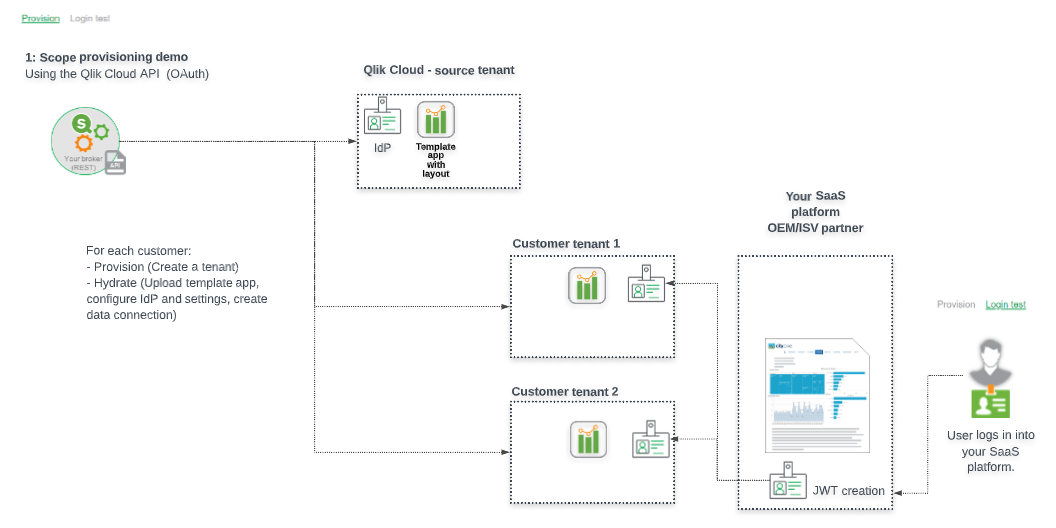 Provision Login test
1: Scope provisioning demo
Using the Qlik Cloud API (OAuth)
Qlik Cloud - source tenant
S
Your broker
(REST)
API
IdP
Template
app
with
layout
Your SaaS
platform
OEM/ISV partner
For each customer:
- Provision (Create a tenant)
- Hydrate (Upload template app,
configure IdP and settings, create
data connection)
Customer tenant 1
Provision Login test
Customer tenant 2
User logs in into
your SaaS
platform.
JWT creation